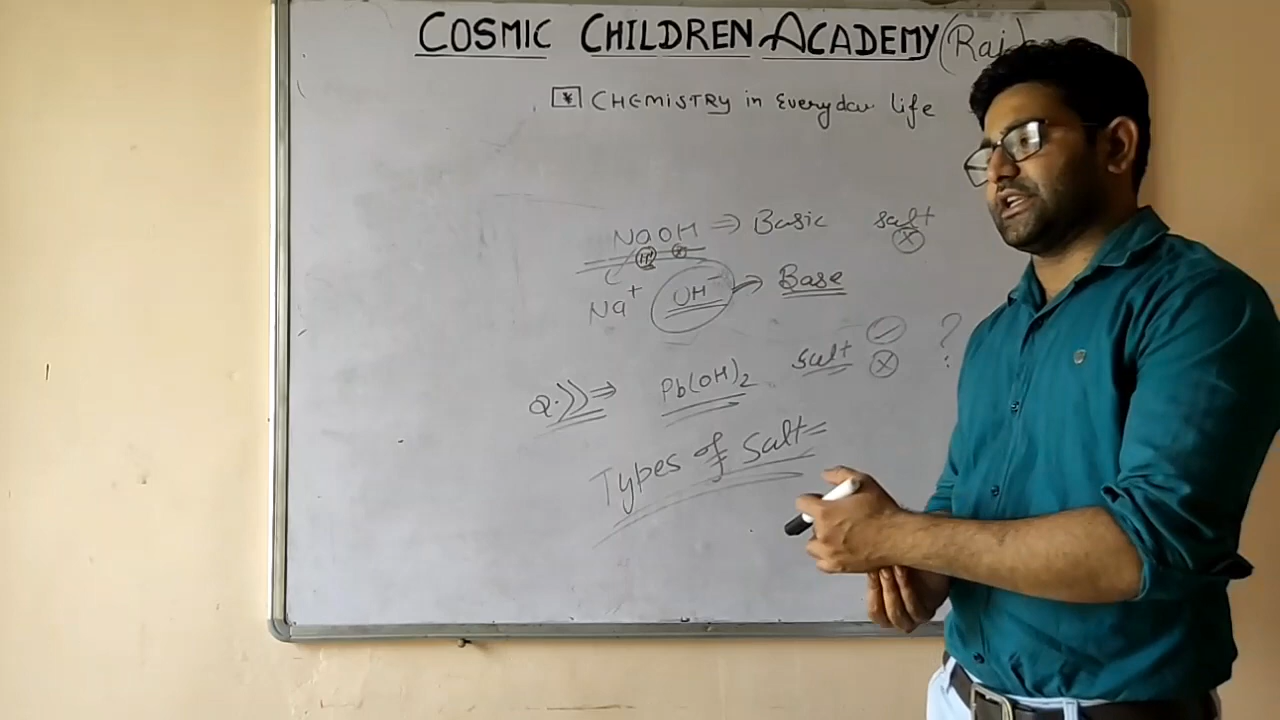 COSMIC CHILDREN ACADEMY (Rai
¥ CHEMISTRY in Everyday life
NaOH ⇒ Basic salt
H⁺ ×
×
Na⁺ OH⁻ → Base
Q.⟫⇒ Pb(OH)₂ salt ✓ × ?
Types of Salt=